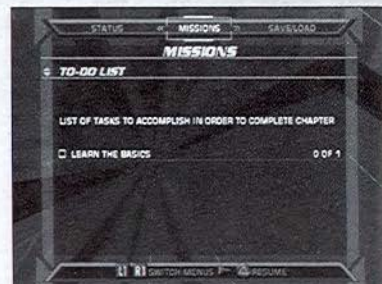 STATUS « MISSIONS » SAVE/LOAD
MISSIONS
TO-DO LIST
LIST OF TASKS TO ACCOMPLISH IN ORDER TO COMPLETE CHAPTER
LEARN THE BASICS 0 OF 1
L1 R1 SWITCH MENUS RESUME